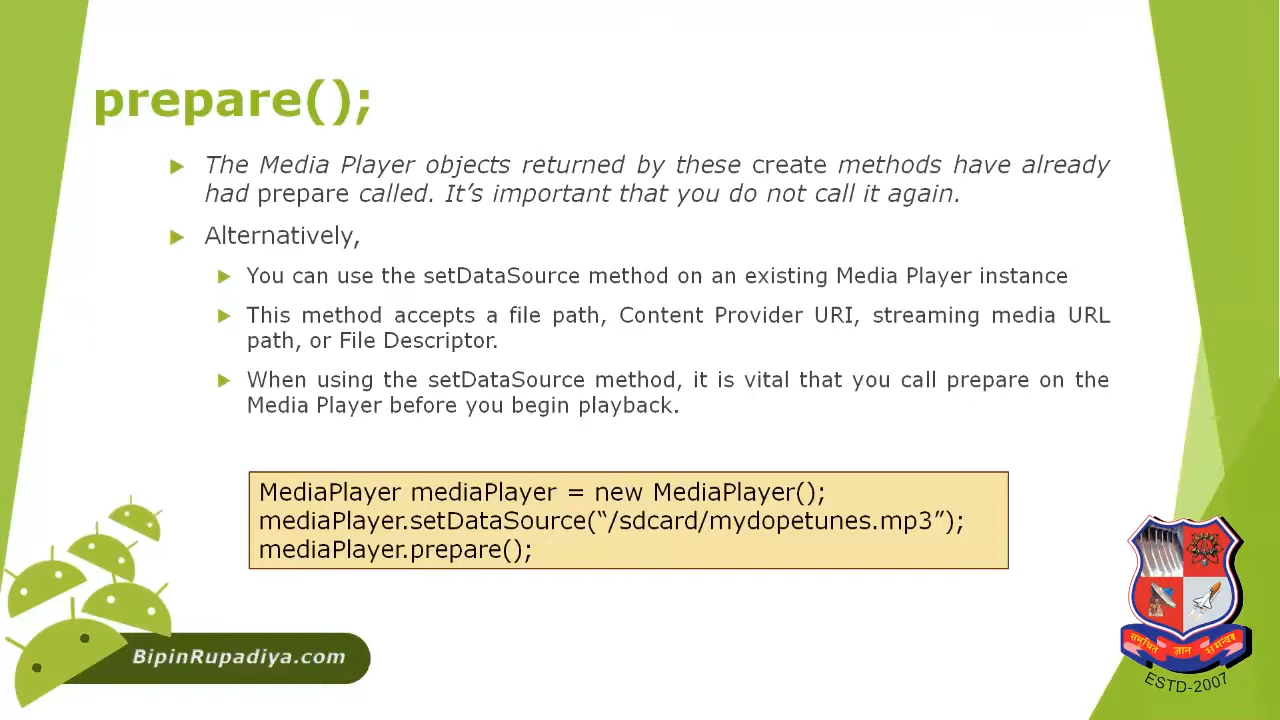 prepare();
The Media Player objects returned by these create methods have already
had prepare called. It’s important that you do not call it again.
Alternatively,
You can use the setDataSource method on an existing Media Player instance
This method accepts a file path, Content Provider URI, streaming media URL
path, or File Descriptor.
When using the setDataSource method, it is vital that you call prepare on the
Media Player before you begin playback.
MediaPlayer mediaPlayer = new MediaPlayer();
mediaPlayer.setDataSource(“/sdcard/mydopetunes.mp3”);
mediaPlayer.prepare();
BipinRupadiya.com
समुचित ज्ञान समन्वय
ESTD-2007